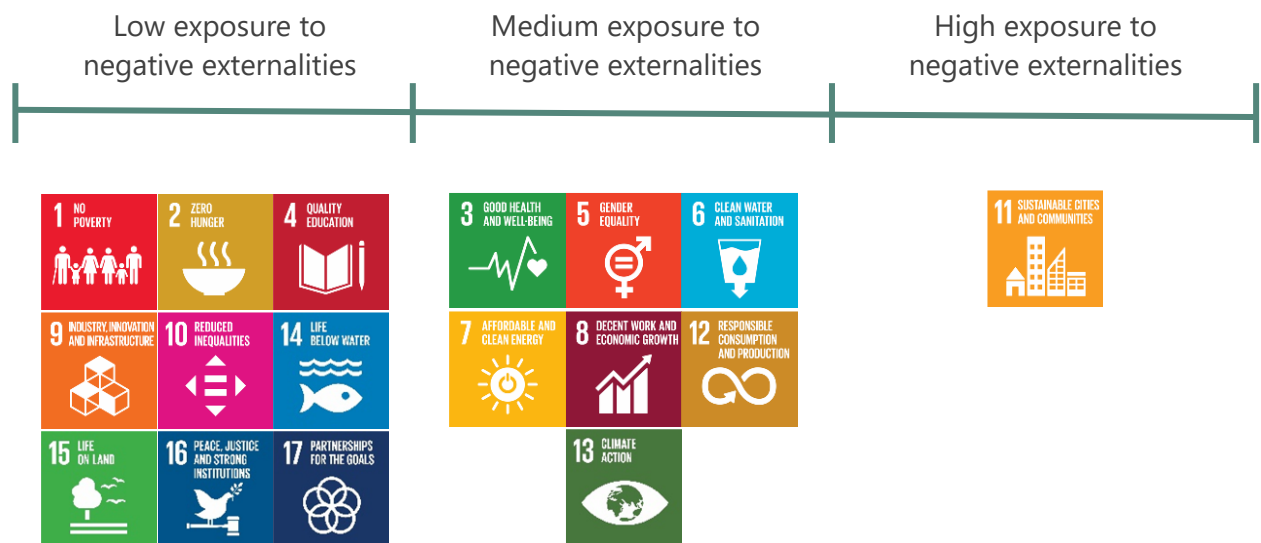 Low exposure to
negative externalities
Medium exposure to
negative externalities
High exposure to
negative externalities
1 NO
POVERTY
2 ZERO
HUNGER
4 QUALITY
EDUCATION
9 INDUSTRY, INNOVATION
AND INFRASTRUCTURE
10 REDUCED
INEQUALITIES
14 LIFE
BELOW WATER
15 LIFE
ON LAND
16 PEACE, JUSTICE
AND STRONG
INSTITUTIONS
17 PARTNERSHIPS
FOR THE GOALS
3 GOOD HEALTH
AND WELL-BEING
5 GENDER
EQUALITY
6 CLEAN WATER
AND SANITATION
7 AFFORDABLE AND
CLEAN ENERGY
8 DECENT WORK AND
ECONOMIC GROWTH
12 RESPONSIBLE
CONSUMPTION
AND PRODUCTION
13 CLIMATE
ACTION
11 SUSTAINABLE CITIES
AND COMMUNITIES